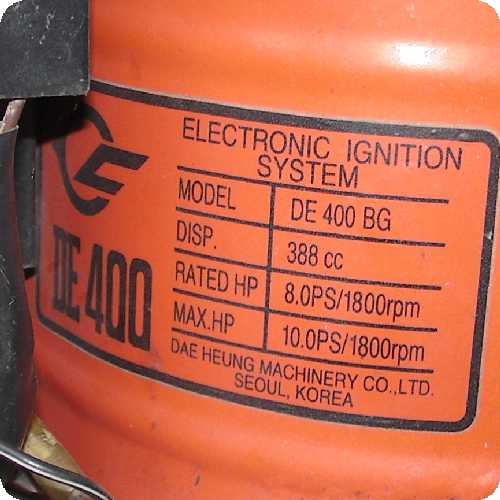 ELECTRONIC IGNITION
SYSTEM
MODEL DE 400 BG
DISP. 388 cc
RATED HP 8.0PS/1800rpm
MAX.HP 10.0PS/1800rpm
DAE HEUNG MACHINERY CO.,LTD.
SEOUL, KOREA
DE 400